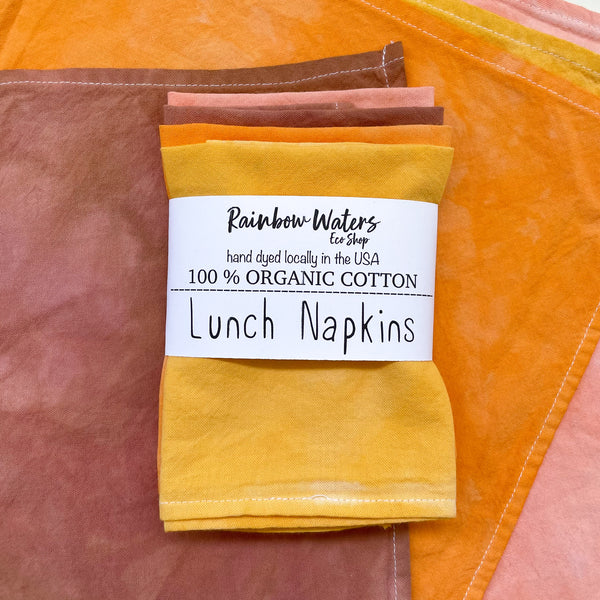 Rainbow Waters
Eco Shop
hand dyed locally in the USA
100 % ORGANIC COTTON
Lunch Napkins